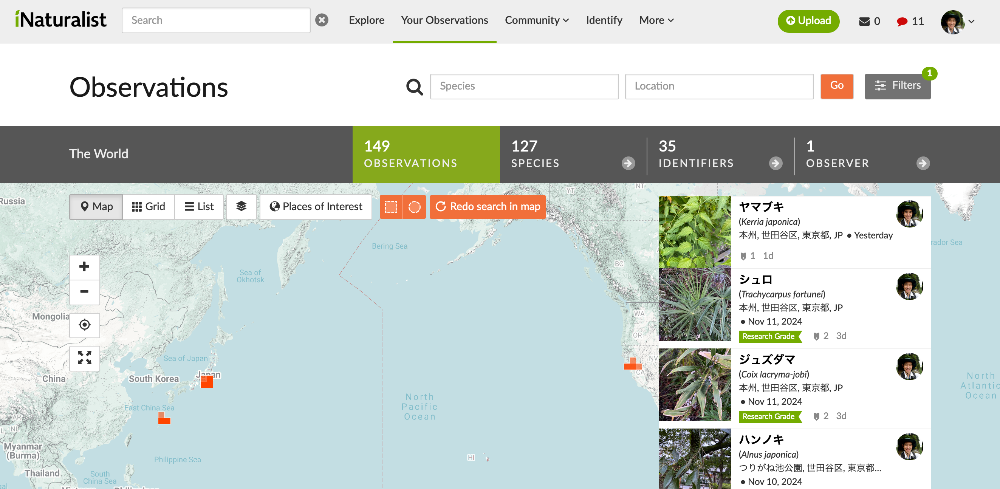 iNaturalist
Search
Explore
Your Observations
Community
Identify
More
Upload
0
11
Observations
Species
Location
Go
Filters
1
The World
149
OBSERVATIONS
127
SPECIES
35
IDENTIFIERS
1
OBSERVER
Map
Grid
List
Places of Interest
Redo search in map
Russia
NT
YT
Bering Sea
Sea of
Okhotsk
BC
rador Sea
Mongolia
WA
OR
NV
CA
Sea of Japan
China
South Korea
Japan
East China Sea
AR
NL
North
Pacific
Ocean
North
Atlantic
Ocean
Myanmar
(Burma)
HI
Philippine Sea
Thailand
South
China Sea
ヤマブキ
(Kerria japonica)
本州, 世田谷区, 東京都, JP • Yesterday
1 1d
シュロ
(Trachycarpus fortunei)
本州, 世田谷区, 東京都, JP
• Nov 11, 2024
Research Grade 2 3d
ジュズダマ
(Coix lacryma-jobi)
本州, 世田谷区, 東京都, JP
• Nov 11, 2024
Research Grade 2 3d
ハンノキ
(Alnus japonica)
つりがね池公園, 世田谷区, 東京都...
• Nov 10, 2024